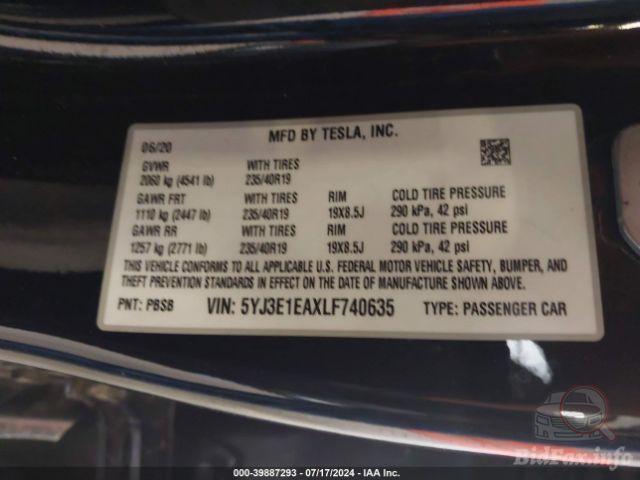 06/20 MFD BY TESLA, INC.
GVWR WITH TIRES
2060 kg (4541 lb) 235/40R19
GAWR FRT WITH TIRES RIM COLD TIRE PRESSURE
1110 kg (2447 lb) 235/40R19 19X8.5J 290 kPa, 42 psi
GAWR RR WITH TIRES RIM COLD TIRE PRESSURE
1257 kg (2771 lb) 235/40R19 19X8.5J 290 kPa, 42 psi
THIS VEHICLE CONFORMS TO ALL APPLICABLE U.S. FEDERAL MOTOR VEHICLE SAFETY, BUMPER, AND
THEFT PREVENTION STANDARDS IN EFFECT ON THE DATE OF MANUFACTURE SHOWN ABOVE.
PNT: PBSB VIN: 5YJ3E1EAXLF740635 TYPE: PASSENGER CAR
BidFax.info
000-39887293 - 07/17/2024 - IAA Inc.